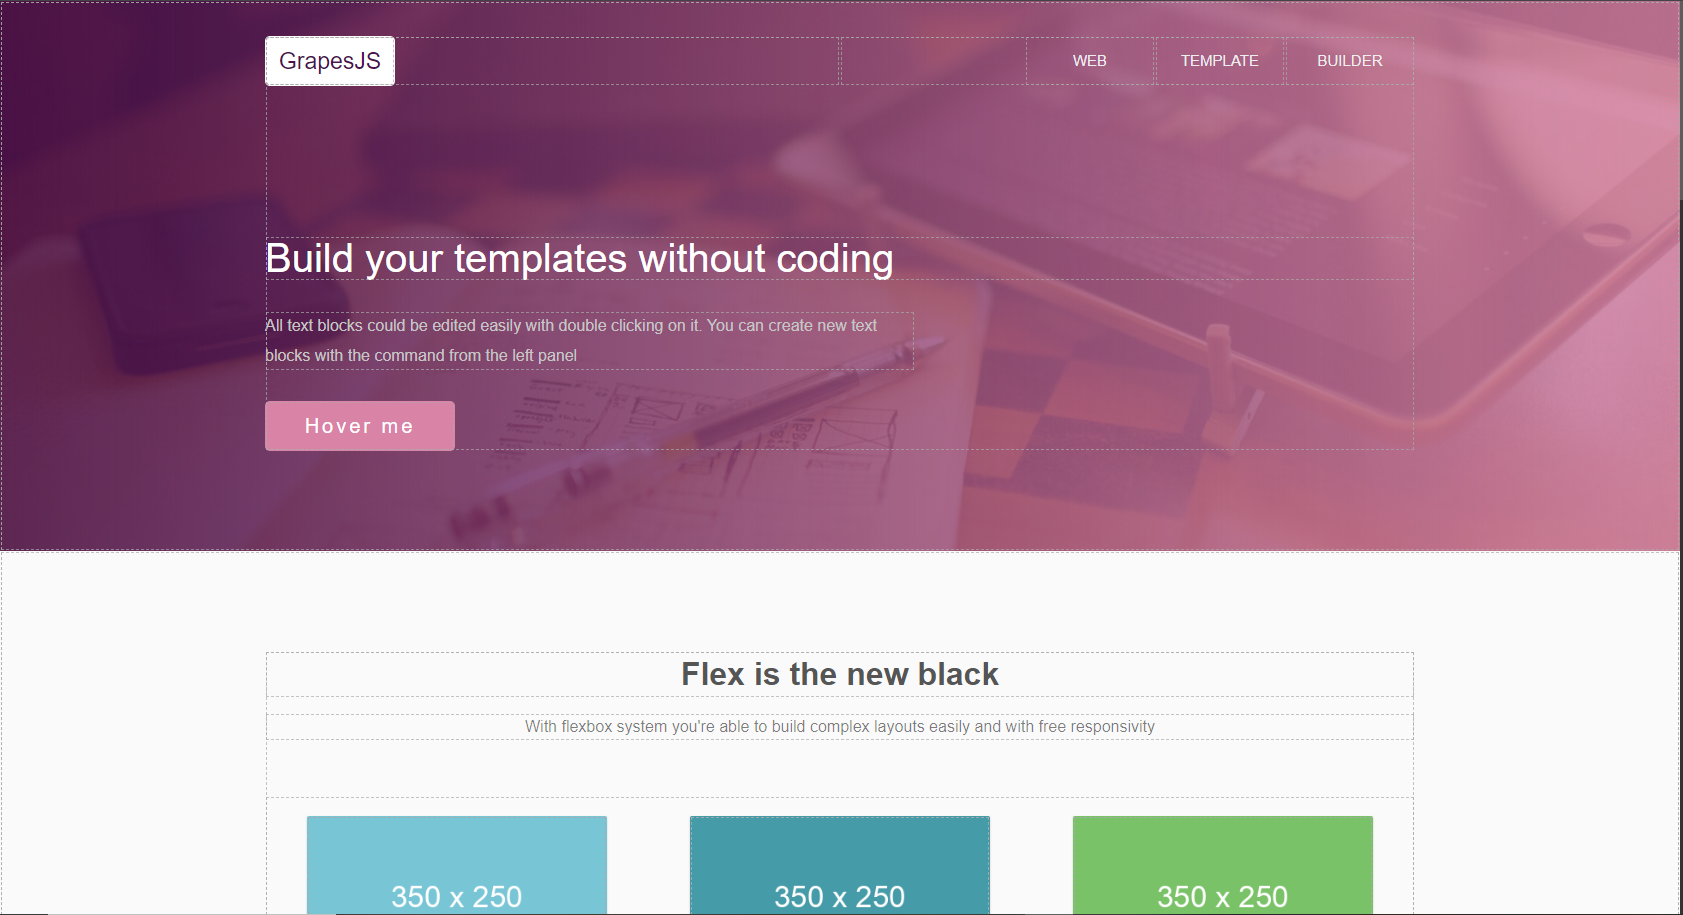 GrapesJS
WEB
TEMPLATE
BUILDER
Build your templates without coding
All text blocks could be edited easily with double clicking on it. You can create new text
blocks with the command from the left panel
Hover me
Flex is the new black
With flexbox system you're able to build complex layouts easily and with free responsivity
350 x 250
350 x 250
350 x 250